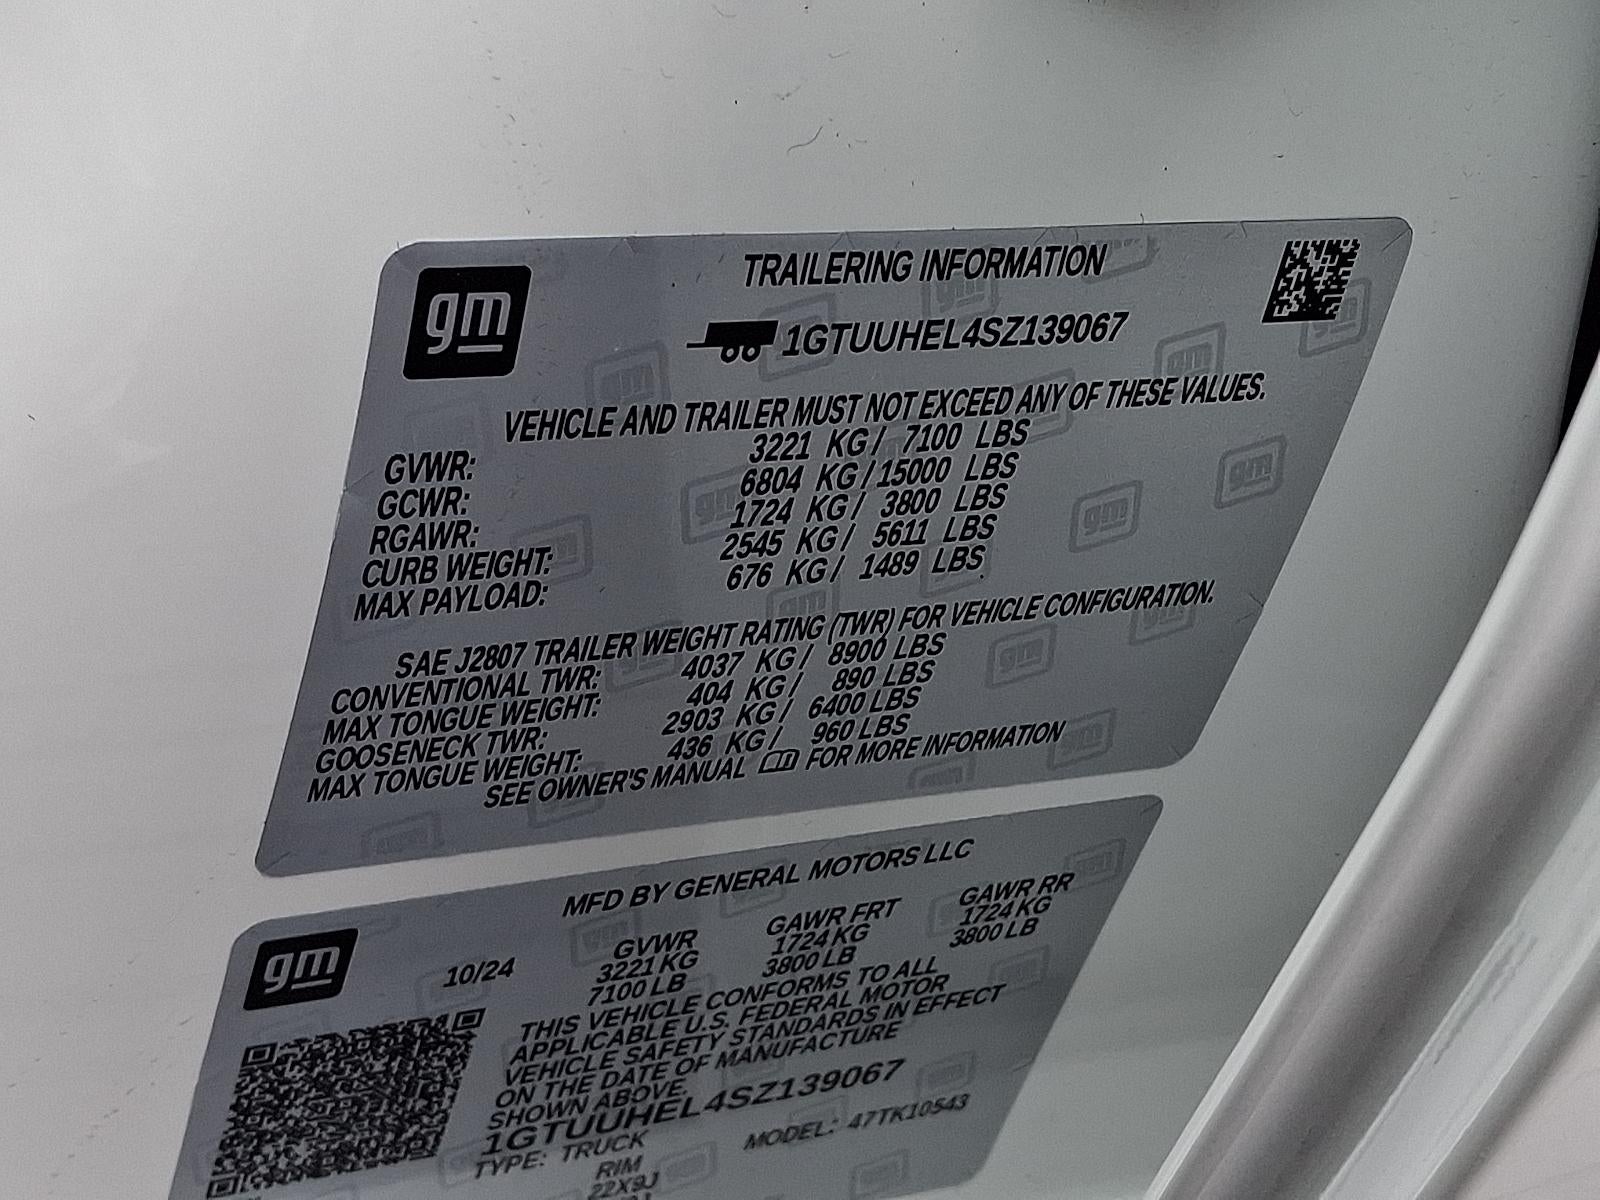 gm
TRAILERING INFORMATION
1GTUUHEL4SZ139067
VEHICLE AND TRAILER MUST NOT EXCEED ANY OF THESE VALUES.
GVWR: 3221 KG / 7100 LBS
GCWR: 6804 KG / 15000 LBS
RGAWR: 1724 KG / 3800 LBS
CURB WEIGHT: 2545 KG / 5611 LBS
MAX PAYLOAD: 676 KG / 1489 LBS
SAE J2807 TRAILER WEIGHT RATING (TWR) FOR VEHICLE CONFIGURATION.
CONVENTIONAL TWR: 4037 KG / 8900 LBS
MAX TONGUE WEIGHT: 404 KG / 890 LBS
GOOSENECK TWR: 2903 KG / 6400 LBS
MAX TONGUE WEIGHT: 436 KG / 960 LBS
SEE OWNER'S MANUAL FOR MORE INFORMATION
gm
MFD BY GENERAL MOTORS LLC
10/24 GVWR GAWR FRT GAWR RR
3221 KG 1724 KG 1724 KG
7100 LB 3800 LB 3800 LB
THIS VEHICLE CONFORMS TO ALL
APPLICABLE U.S. FEDERAL MOTOR
VEHICLE SAFETY STANDARDS IN EFFECT
ON THE DATE OF MANUFACTURE
SHOWN ABOVE.
1GTUUHEL4SZ139067
TYPE: TRUCK MODEL: 47TK10543
RIM
22X9J